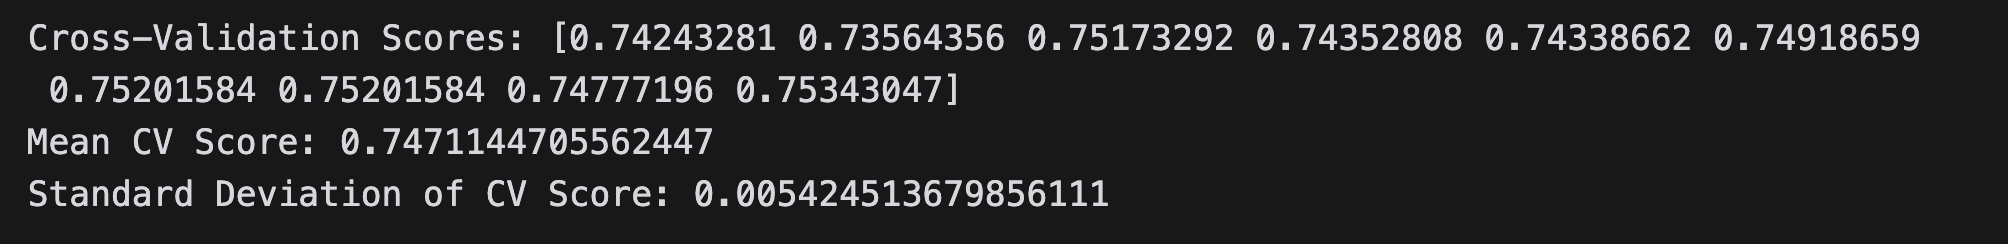 Cross-Validation Scores: [0.74243281 0.73564356 0.75173292 0.74352808 0.74338662 0.74918659
 0.75201584 0.75201584 0.74777196 0.75343047]
Mean CV Score: 0.7471144705562447
Standard Deviation of CV Score: 0.005424513679856111